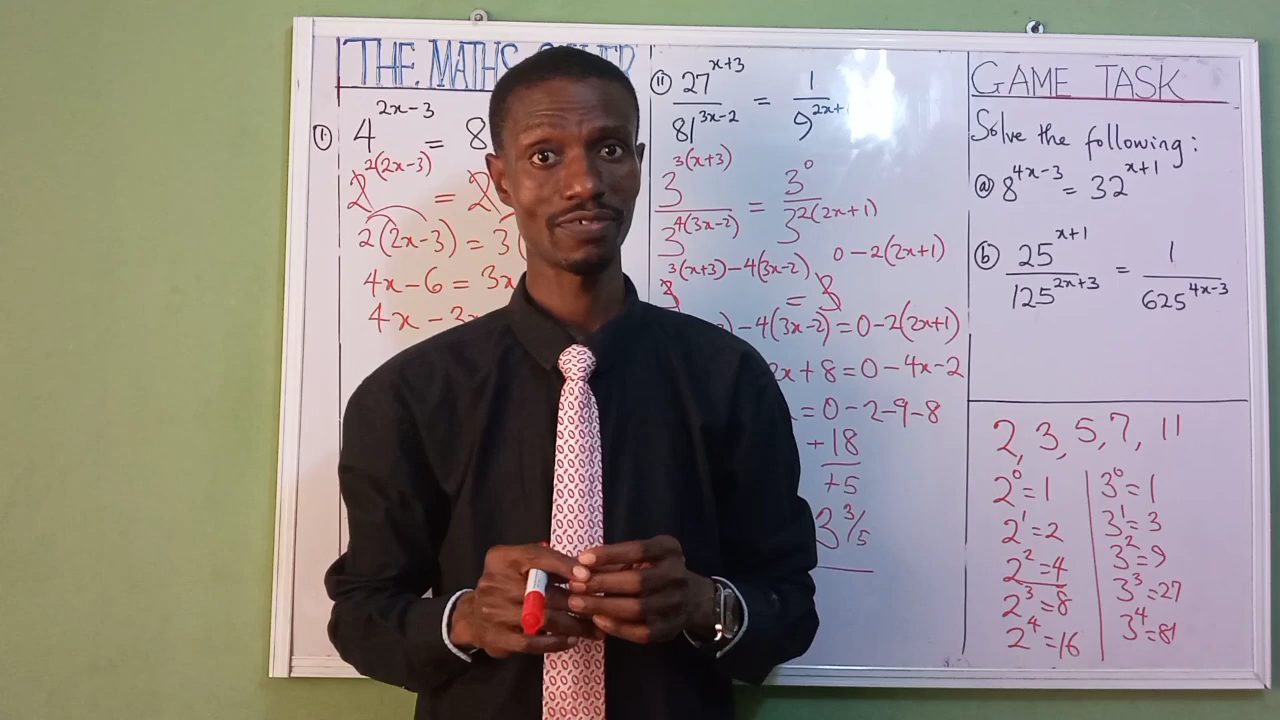 THE MATHS
① 4^{2x-3} = 8
2^{2(2x-3)} = 2
2(2x-3) = 3(
4x-6 = 3x
4x-3x
⑪ 27^{x+3}/81^{3x-2} = 1/9^{2x+
3^{3(x+3)}/3^{4(3x-2)} = 3^0/3^{2(2x+1)}
3^{3(x+3)-4(3x-2)} = 3^{0-2(2x+1)}
)-4(3x-2)=0-2(2x+1)
2x+8=0-4x-2
=0-2-9-8
+18
+5
3 3/5
GAME TASK
Solve the following:
ⓐ 8^{4x-3} = 32^{x+1}
ⓑ 25^{x+1}/125^{2x+3} = 1/625^{4x-3}
2, 3, 5, 7, 11
2^0=1
2^1=2
2^2=4
2^3=8
2^4=16
3^0=1
3^1=3
3^2=9
3^3=27
3^4=81